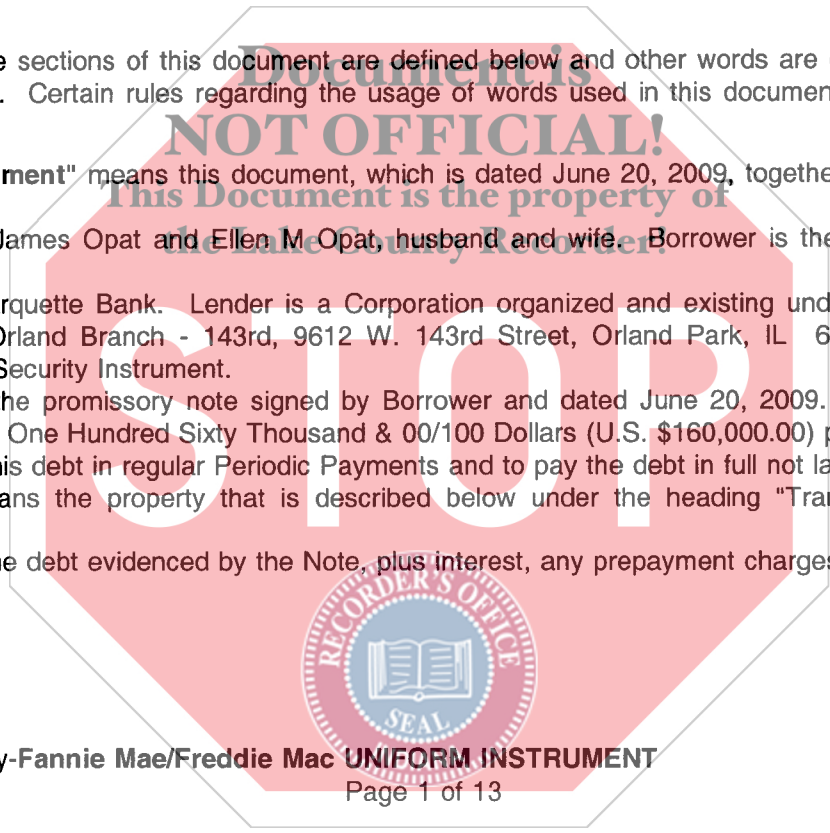 e sections of this document are defined below and other words are
. Certain rules regarding the usage of words used in this documen
ment" means this document, which is dated June 20, 2009, togethe
James Opat and Ellen M Opat, husband and wife. Borrower is the
rquette Bank. Lender is a Corporation organized and existing und
Orland Branch - 143rd, 9612 W. 143rd Street, Orland Park, IL 6
Security Instrument.
the promissory note signed by Borrower and dated June 20, 2009.
One Hundred Sixty Thousand & 00/100 Dollars (U.S. $160,000.00) p
is debt in regular Periodic Payments and to pay the debt in full not la
ans the property that is described below under the heading "Tran
e debt evidenced by the Note, plus interest, any prepayment charges
y-Fannie Mae/Freddie Mac UNIFORM INSTRUMENT
Page 1 of 13
Document is
NOT OFFICIAL!
This Document is the property of
the Lake County Recorder!
STOP
RECORDER'S OFFICE
SEAL